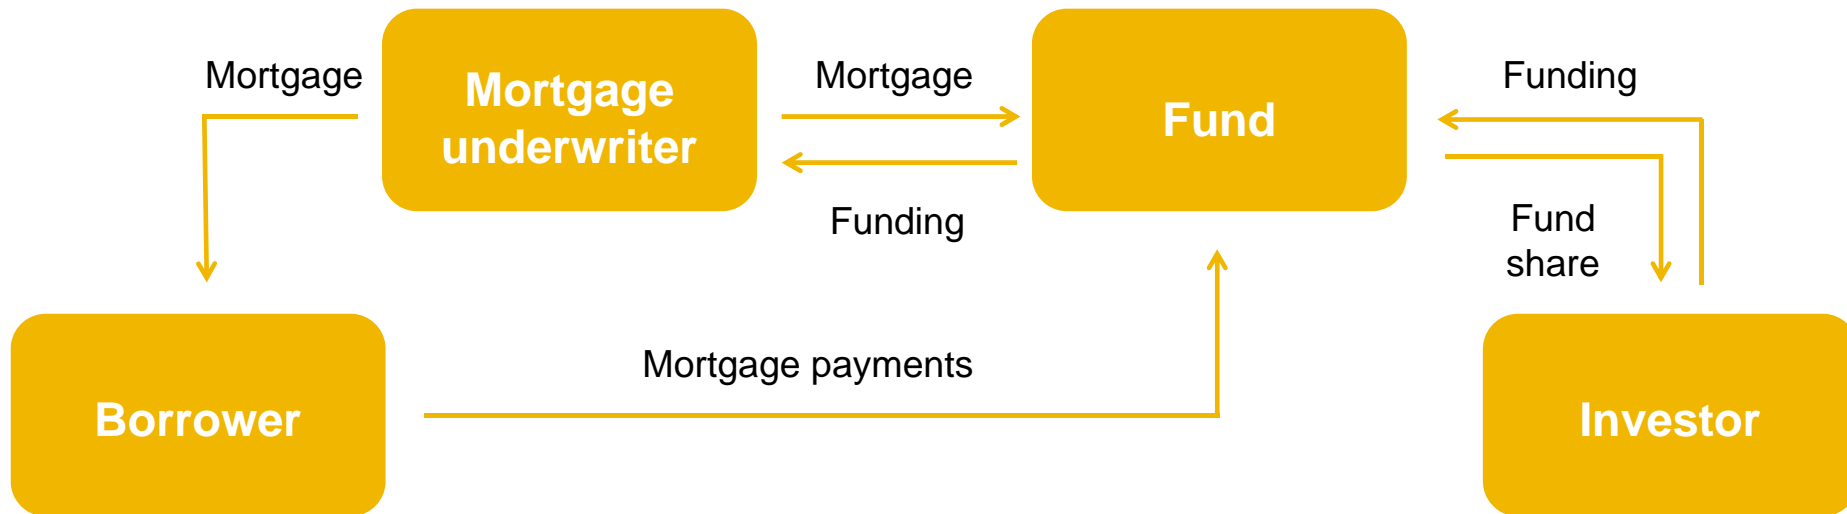 Mortgage
Mortgage
underwriter
Mortgage
Funding
Fund
Funding
Fund
share
Mortgage payments
Borrower
Investor